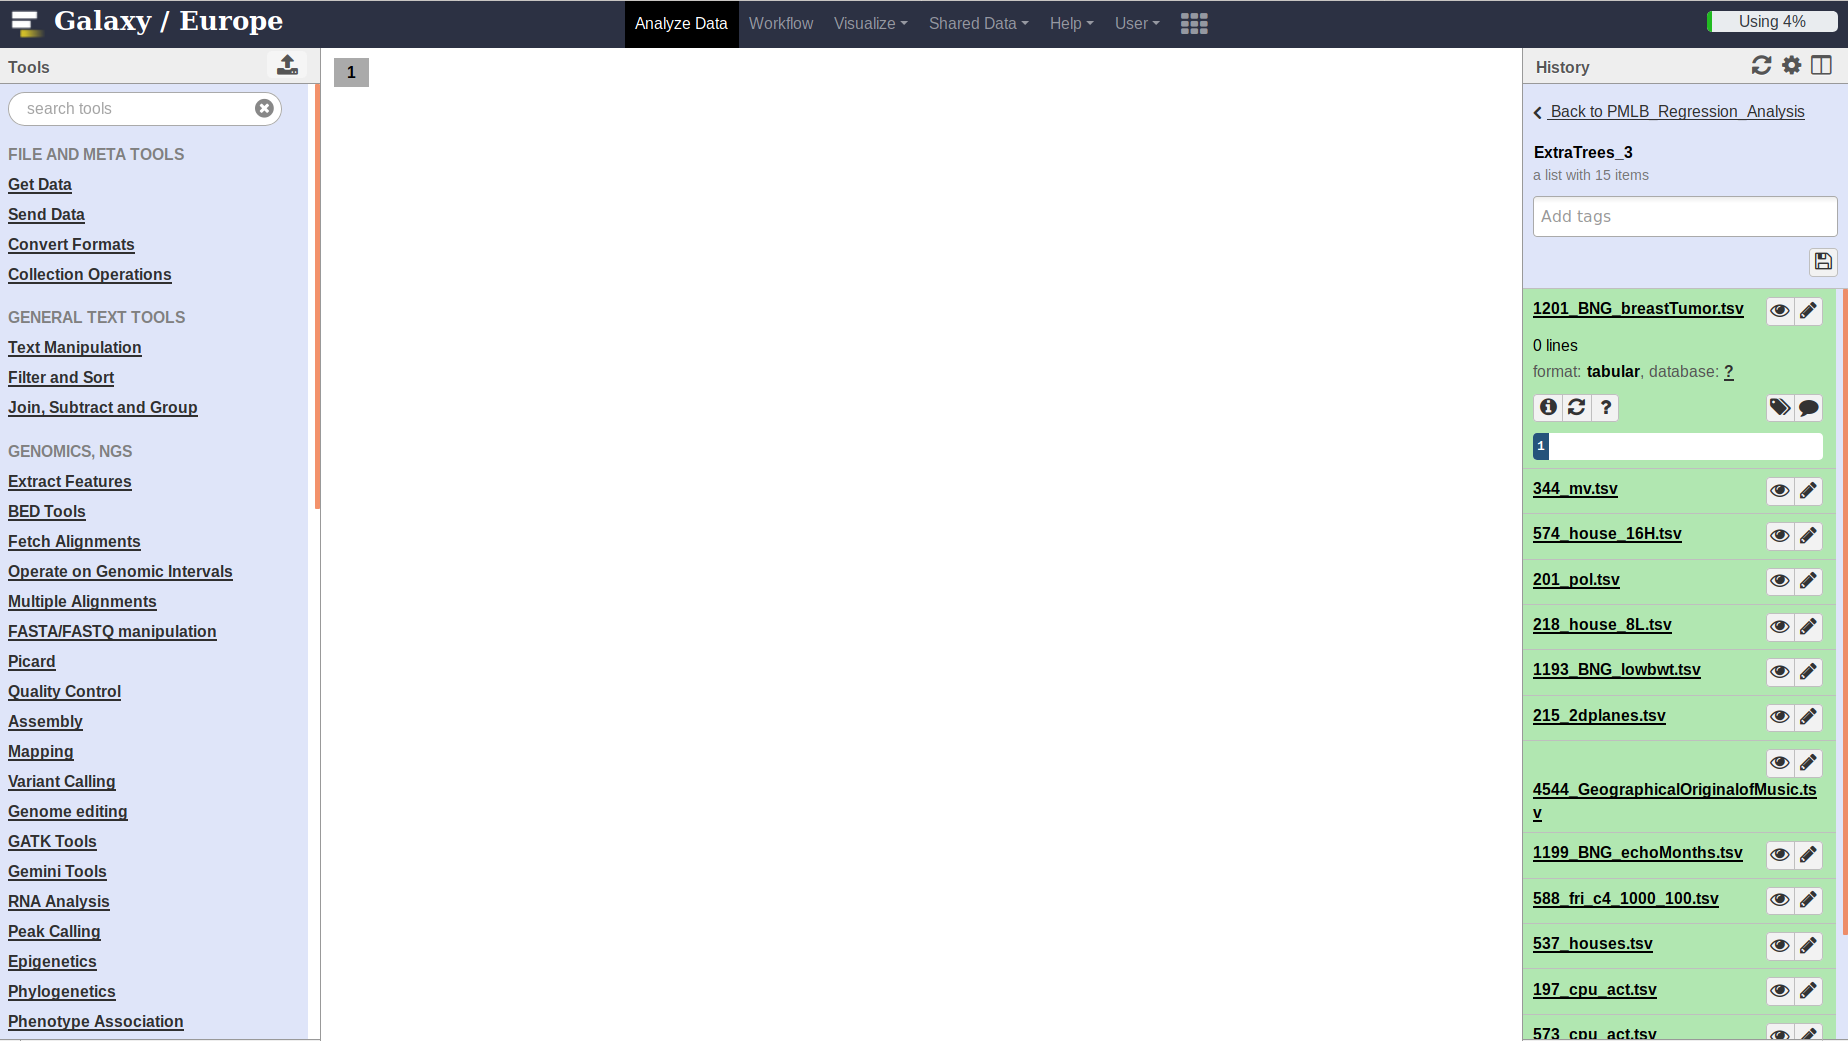 Galaxy / Europe
Analyze Data
Workflow
Visualize
Shared Data
Help
User
Using 4%
Tools
search tools
FILE AND META TOOLS
Get Data
Send Data
Convert Formats
Collection Operations
GENERAL TEXT TOOLS
Text Manipulation
Filter and Sort
Join, Subtract and Group
GENOMICS, NGS
Extract Features
BED Tools
Fetch Alignments
Operate on Genomic Intervals
Multiple Alignments
FASTA/FASTQ manipulation
Picard
Quality Control
Assembly
Mapping
Variant Calling
Genome editing
GATK Tools
Gemini Tools
RNA Analysis
Peak Calling
Epigenetics
Phylogenetics
Phenotype Association
1
History
Back to PMLB_Regression_Analysis
ExtraTrees_3
a list with 15 items
Add tags
1201_BNG_breastTumor.tsv
0 lines
format: tabular, database: ?
?
1
344_mv.tsv
574_house_16H.tsv
201_pol.tsv
218_house_8L.tsv
1193_BNG_lowbwt.tsv
215_2dplanes.tsv
4544_GeographicalOriginalofMusic.ts
v
1199_BNG_echoMonths.tsv
588_fri_c4_1000_100.tsv
537_houses.tsv
197_cpu_act.tsv
573_cpu_act.tsv